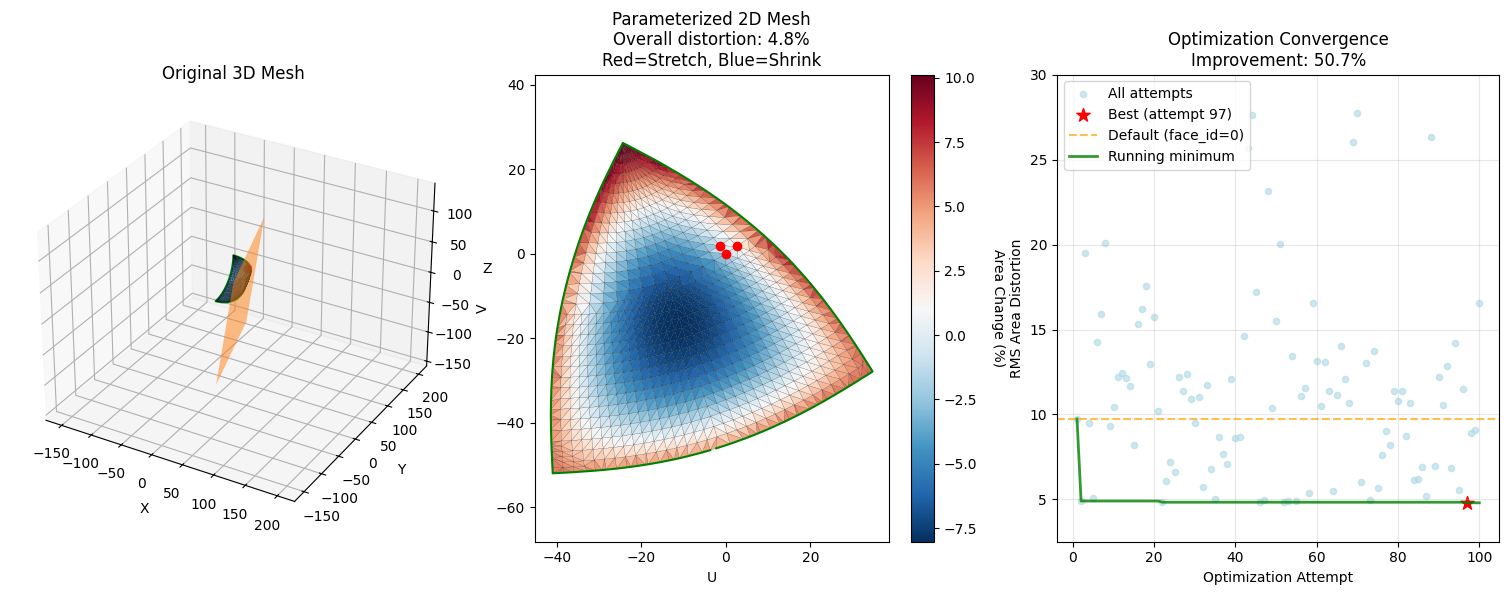 Original 3D Mesh
100
50
0
−50
−100
−150
Z
−150
−100
−50
0
50
100
150
200
X
−150
−100
−50
0
50
100
150
200
Y
Parameterized 2D Mesh
Overall distortion: 4.8%
Red=Stretch, Blue=Shrink
V
40
20
0
−20
−40
−60
−40
−20
0
20
U
10.0
7.5
5.0
2.5
0.0
−2.5
−5.0
−7.5
Area Change (%)
Optimization Convergence
Improvement: 50.7%
RMS Area Distortion
30
25
20
15
10
5
All attempts
Best (attempt 97)
Default (face_id=0)
Running minimum
0
20
40
60
80
100
Optimization Attempt